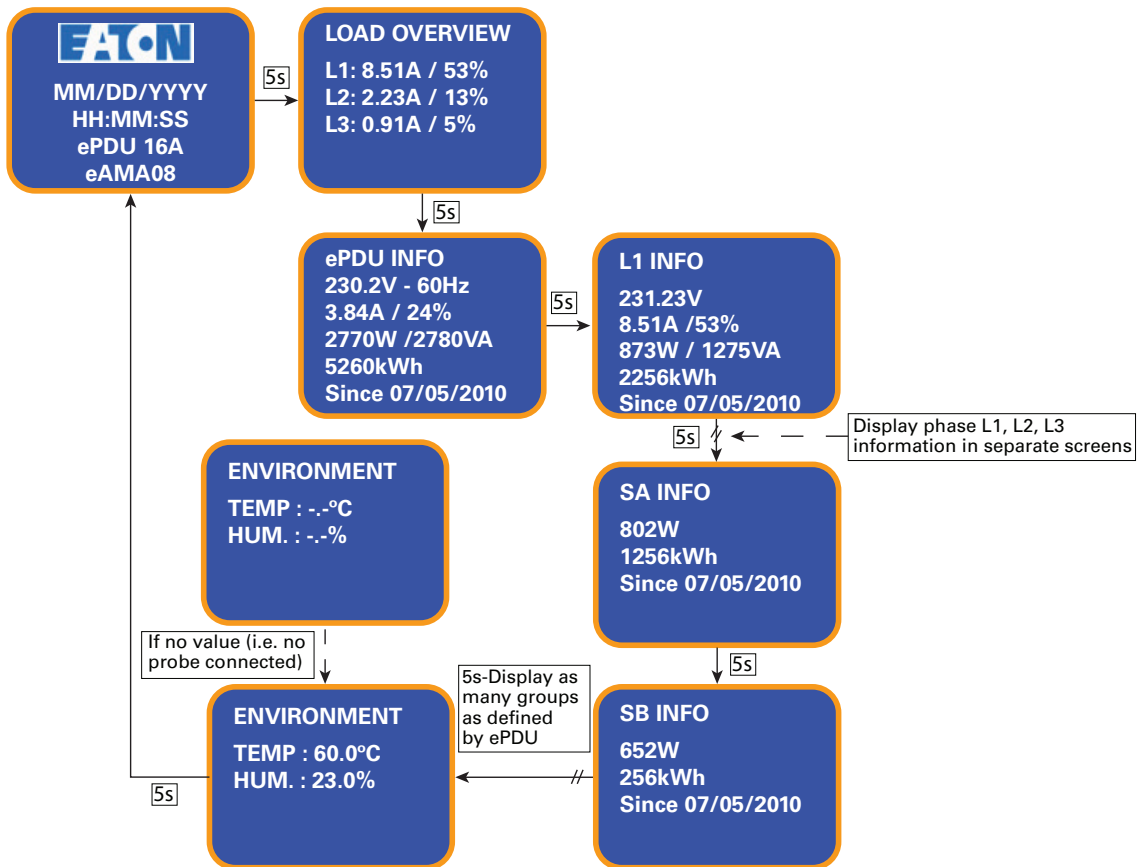 EATON
MM/DD/YYYY
HH:MM:SS
ePDU 16A
eAMA08
5s
LOAD OVERVIEW
L1: 8.51A / 53%
L2: 2.23A / 13%
L3: 0.91A / 5%
5s
ePDU INFO
230.2V - 60Hz
3.84A / 24%
2770W /2780VA
5260kWh
Since 07/05/2010
5s
L1 INFO
231.23V
8.51A /53%
873W / 1275VA
2256kWh
Since 07/05/2010
5s
Display phase L1, L2, L3
information in separate screens
SA INFO
802W
1256kWh
Since 07/05/2010
5s
SB INFO
652W
256kWh
Since 07/05/2010
5s-Display as
many groups
as defined
by ePDU
ENVIRONMENT
TEMP : -.-ºC
HUM. : -.-%
If no value (i.e. no
probe connected)
ENVIRONMENT
TEMP : 60.0ºC
HUM. : 23.0%
5s